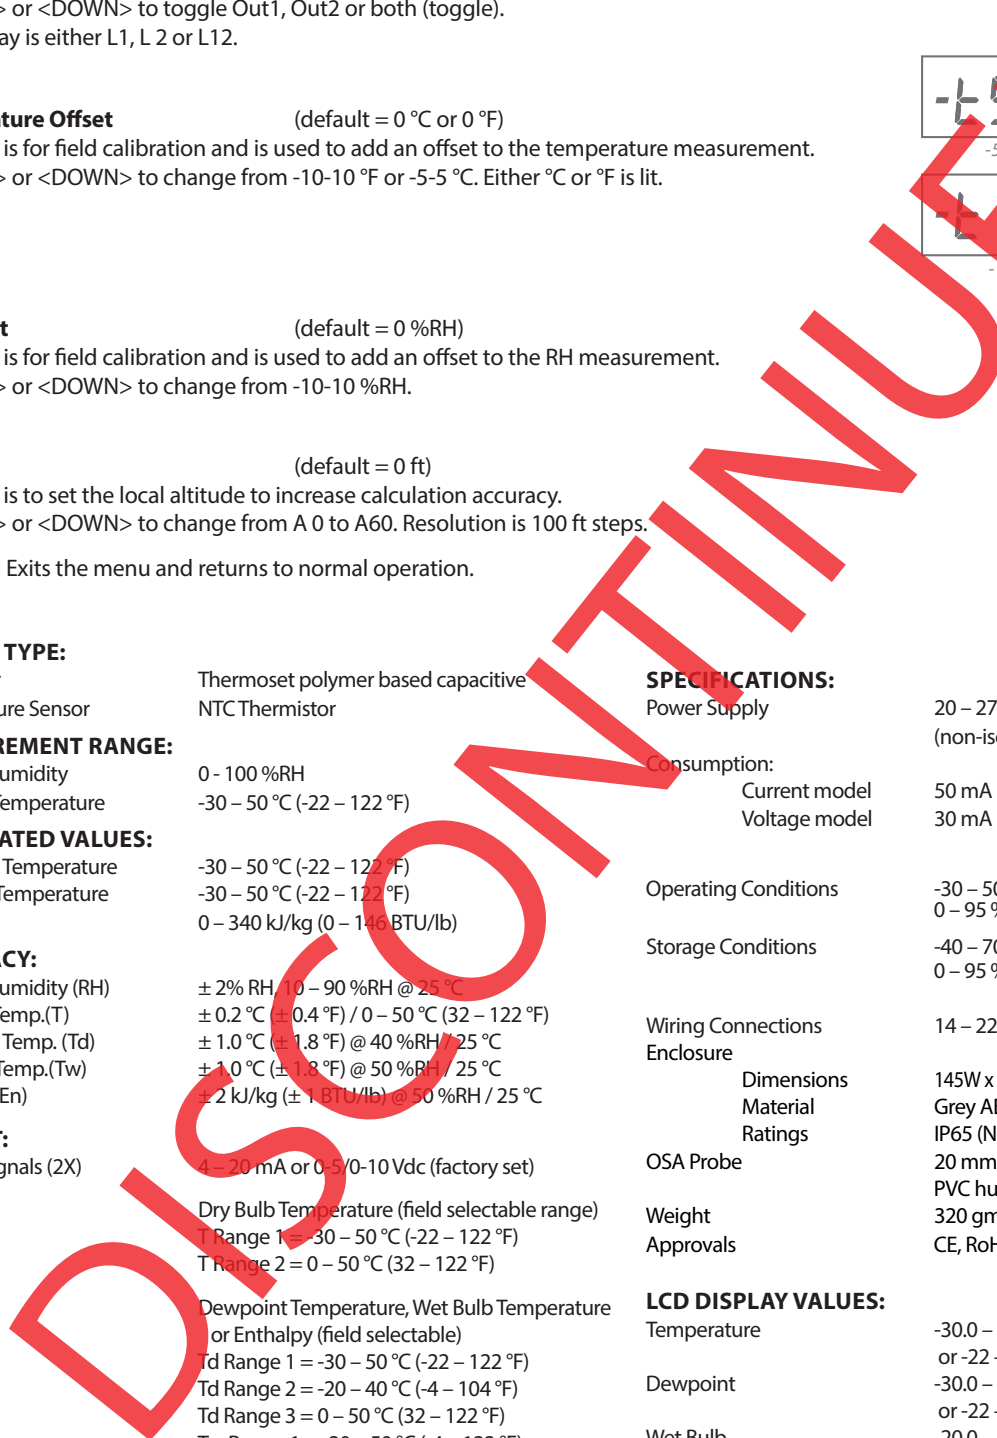 > or <DOWN> to toggle Out1, Out2 or both (toggle).
ay is either L1, L 2 or L12.
ture Offset (default = 0 °C or 0 °F)
is for field calibration and is used to add an offset to the temperature measurement.
> or <DOWN> to change from -10-10 °F or -5-5 °C. Either °C or °F is lit.
t (default = 0 %RH)
is for field calibration and is used to add an offset to the RH measurement.
> or <DOWN> to change from -10-10 %RH.
(default = 0 ft)
is to set the local altitude to increase calculation accuracy.
> or <DOWN> to change from A 0 to A60. Resolution is 100 ft steps.
Exits the menu and returns to normal operation.
TYPE:
Thermoset polymer based capacitive
ure Sensor NTC Thermistor
REMENT RANGE:
umidity 0 - 100 %RH
Temperature -30 – 50 °C (-22 – 122 °F)
ATED VALUES:
Temperature -30 – 50 °C (-22 – 122 °F)
Temperature -30 – 50 °C (-22 – 122 °F)
0 – 340 kJ/kg (0 – 146 BTU/lb)
ACY:
umidity (RH) ± 2% RH, 10 – 90 %RH @ 25 °C
Temp.(T) ± 0.2 °C (± 0.4 °F) / 0 – 50 °C (32 – 122 °F)
Temp. (Td) ± 1.0 °C (± 1.8 °F) @ 40 %RH / 25 °C
Temp.(Tw) ± 1.0 °C (± 1.8 °F) @ 50 %RH / 25 °C
En) ± 2 kJ/kg (± 1 BTU/lb) @ 50 %RH / 25 °C
T:
gnals (2X) 4 – 20 mA or 0-5/0-10 Vdc (factory set)
Dry Bulb Temperature (field selectable range)
T Range 1 = -30 – 50 °C (-22 – 122 °F)
T Range 2 = 0 – 50 °C (32 – 122 °F)
Dewpoint Temperature, Wet Bulb Temperature
or Enthalpy (field selectable)
Td Range 1 = -30 – 50 °C (-22 – 122 °F)
Td Range 2 = -20 – 40 °C (-4 – 104 °F)
Td Range 3 = 0 – 50 °C (32 – 122 °F)
SPECIFICATIONS:
Power Supply 20 – 27
(non-iso
Consumption:
Current model 50 mA
Voltage model 30 mA
Operating Conditions -30 – 50
0 – 95 %
Storage Conditions -40 – 70
0 – 95 %
Wiring Connections 14 – 22
Enclosure
Dimensions 145W x
Material Grey AB
Ratings IP65 (N
OSA Probe 20 mm
PVC hu
Weight 320 gm
Approvals CE, RoH
LCD DISPLAY VALUES:
Temperature -30.0 –
or -22 –
Dewpoint -30.0 –
or -22 –
Wet Bulb -20.0
-t5
-5
-t
-
DISCONTINUE